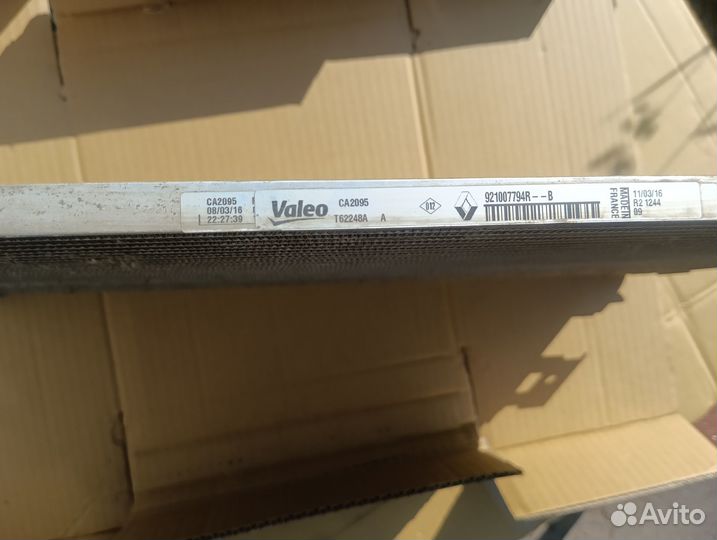 CA2095
08/03/16
22:27:39
Valeo
CA2095
T62248A A
012
921007794R--B
MADE IN
FRANCE
11/03/16
R2 1244
09
Avito